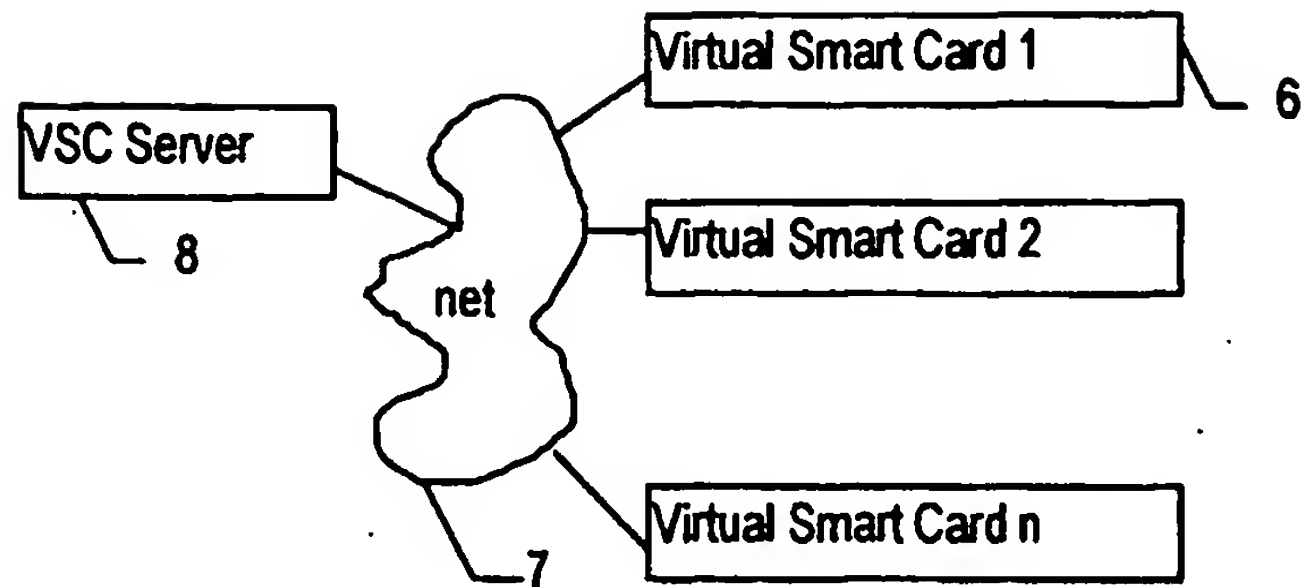 Virtual Smart Card 1
6
VSC Server
8
Virtual Smart Card 2
net
Virtual Smart Card n
7